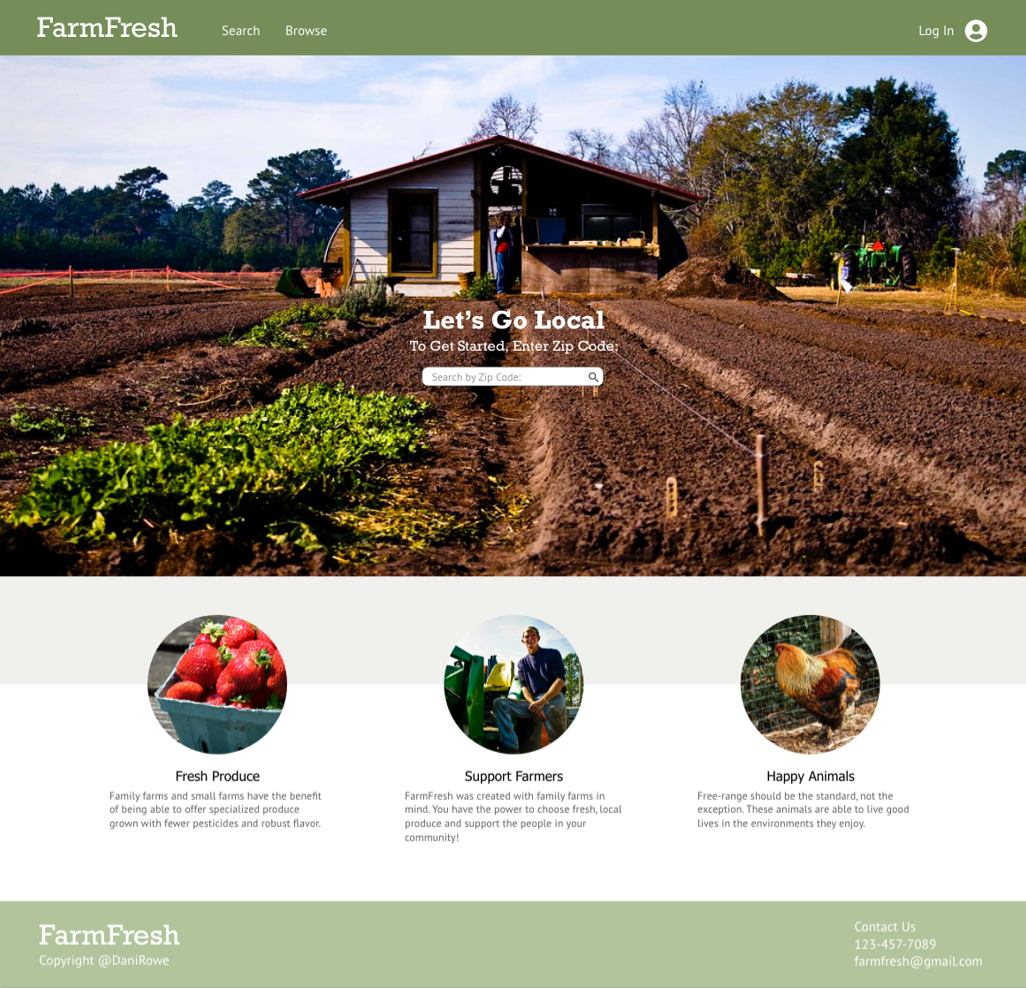 FarmFresh
Search
Browse
Log In
Let's Go Local
To Get Started, Enter Zip Code:
Search by Zip Code:
Fresh Produce
Family farms and small farms have the benefit
of being able to offer specialized produce
grown with fewer pesticides and robust flavor.
Support Farmers
FarmFresh was created with family farms in
mind. You have the power to choose fresh, local
produce and support the people in your
community!
Happy Animals
Free-range should be the standard, not the
exception. These animals are able to live good
lives in the environments they enjoy.
FarmFresh
Copyright @DaniRowe
Contact Us
123-457-7089
farmfresh@gmail.com